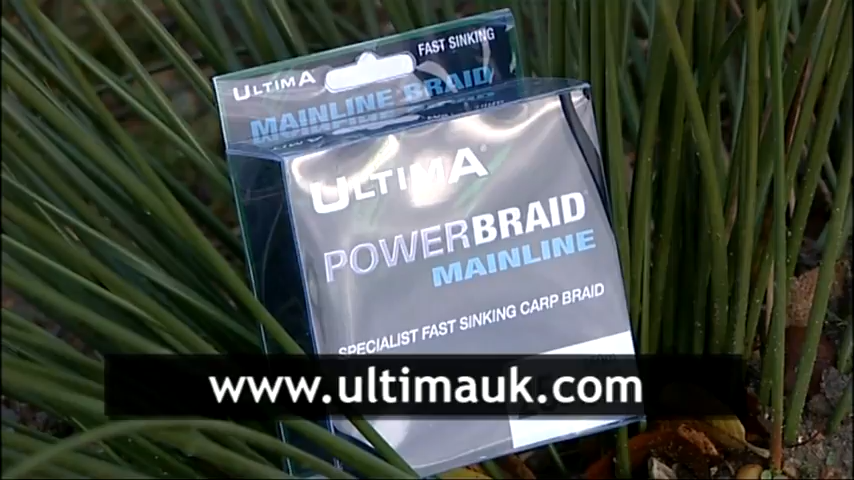 FAST SINKING
ULTIMA
MAINLINE BRAID
ULTIMA
POWERBRAID
MAINLINE
SPECIALIST FAST SINKING CARP BRAID
www.ultimauk.com